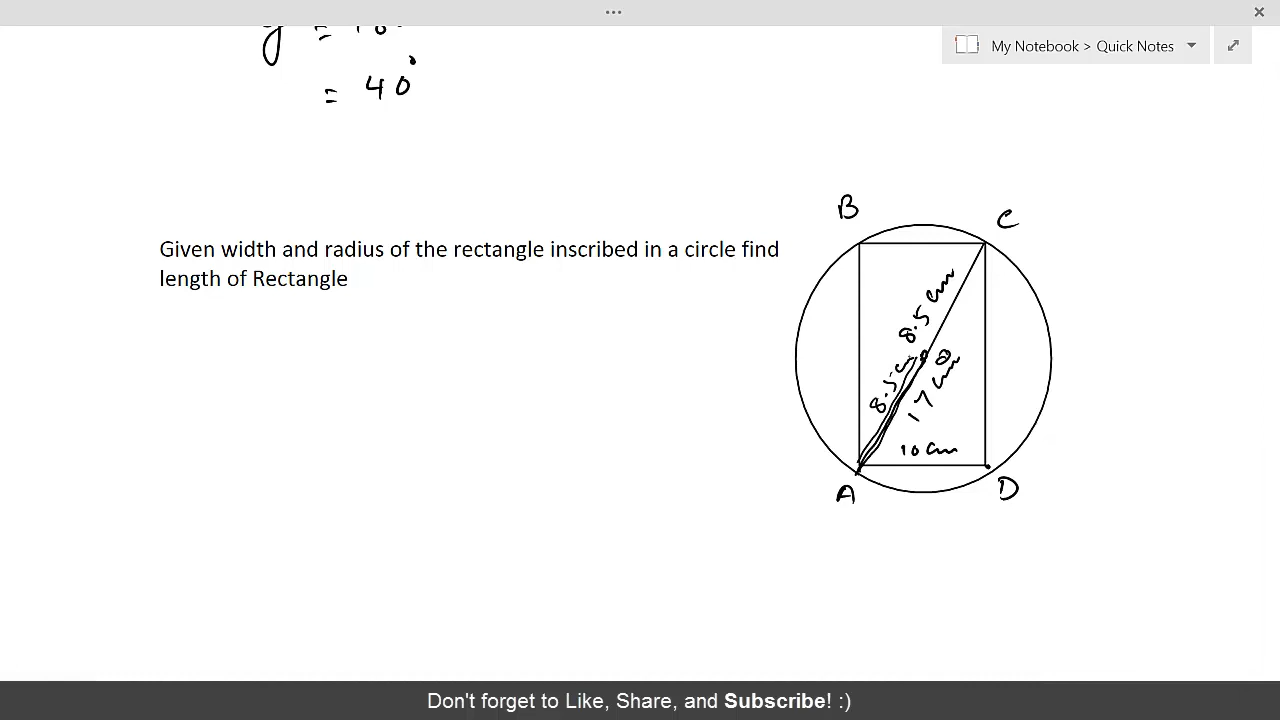 ...
My Notebook > Quick Notes
= 40°
B
C
Given width and radius of the rectangle inscribed in a circle find
length of Rectangle
8.5 cm
8.5 cm
17 cm
10 cm
A
D
Don't forget to Like, Share, and Subscribe! :)